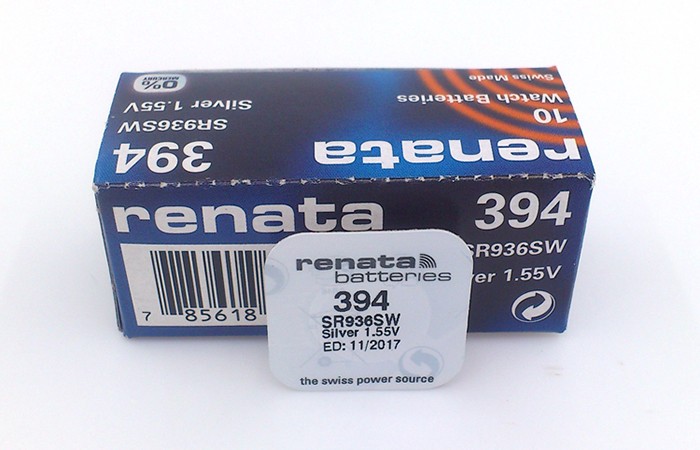 0%
MERCURY
Silver 1.55V
SR936SW
394
Swiss Made
Watch Batteries
10
renata
renata
394
SR936SW
1.55V
7 85618
renata
batteries
394
SR936SW
Silver 1.55V
ED: 11/2017
the swiss power source